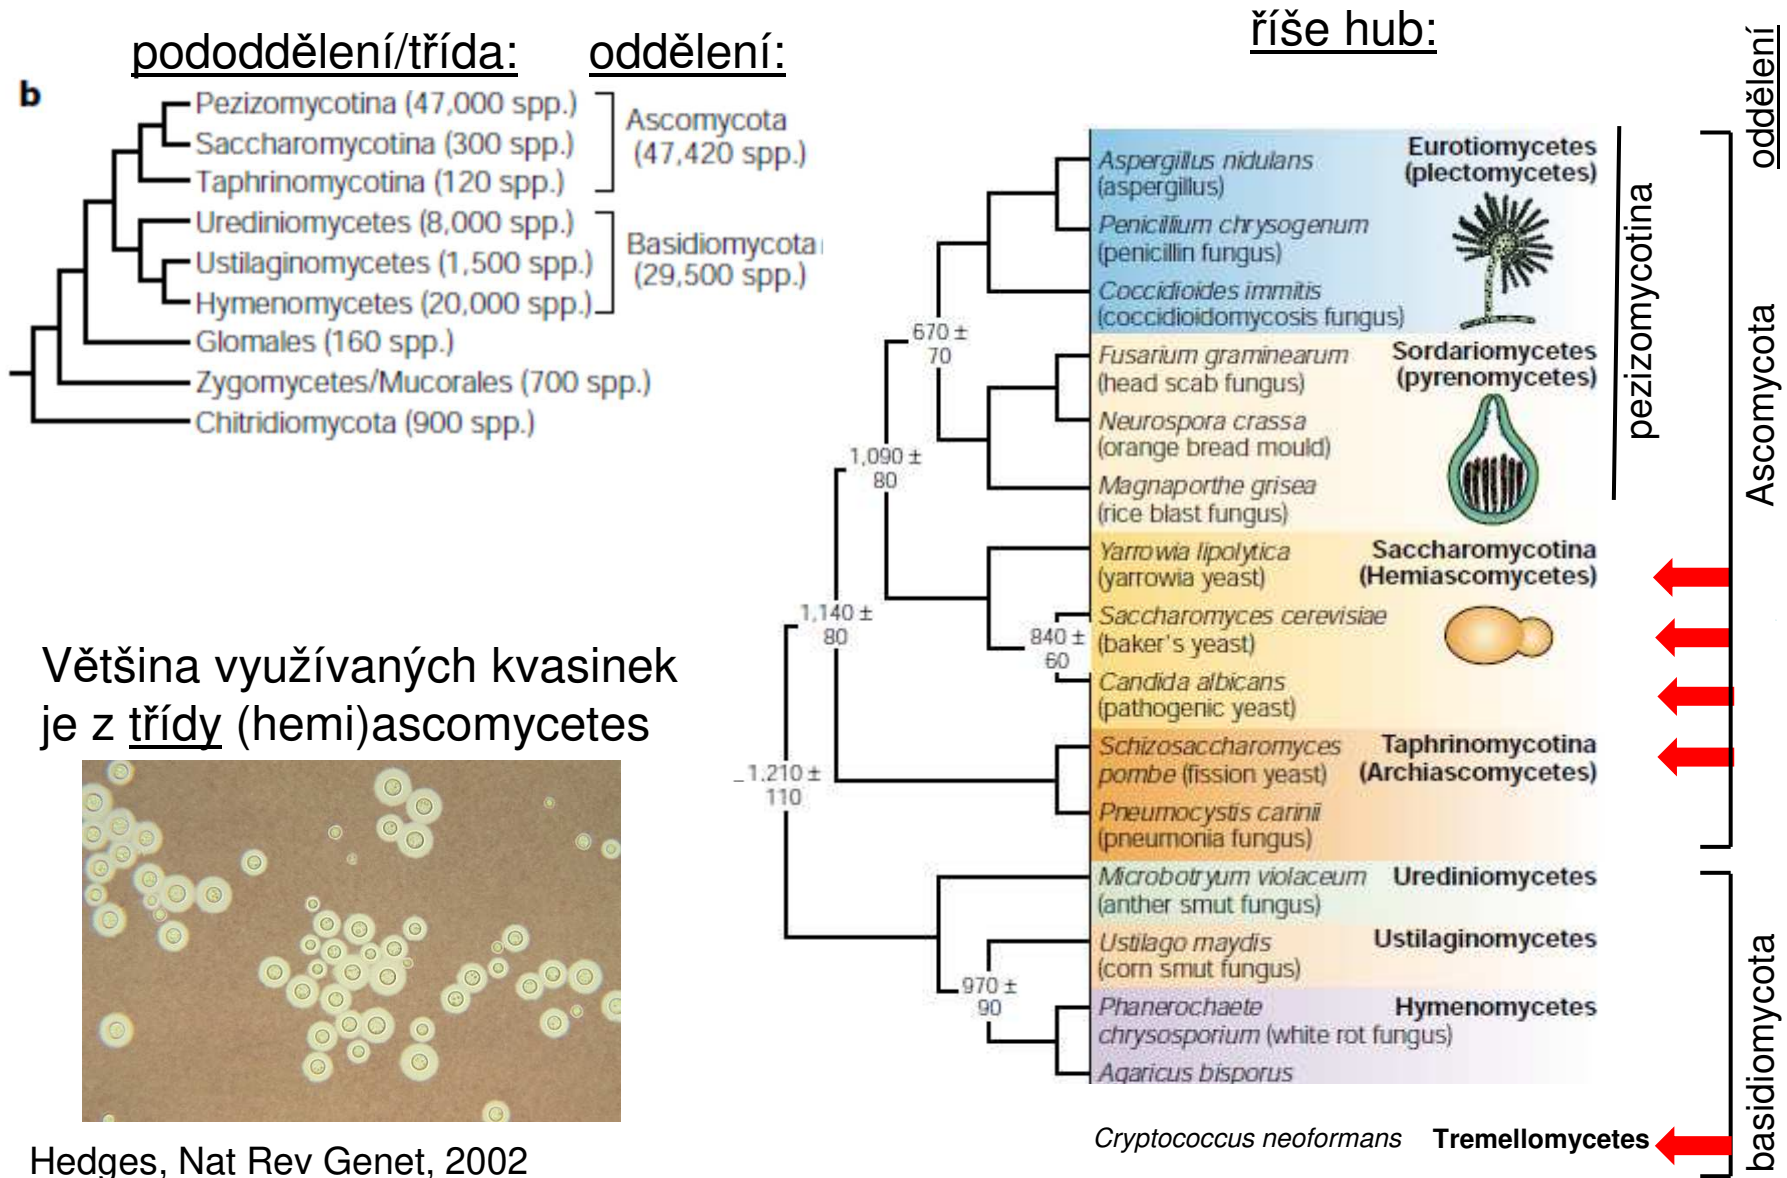 pododdělení/třída:
oddělení:
b
Pezizomycotina (47,000 spp.)
Saccharomycotina (300 spp.)
Taphrinomycotina (120 spp.)
Urediniomycetes (8,000 spp.)
Ustilaginomycetes (1,500 spp.)
Hymenomycetes (20,000 spp.)
Glomales (160 spp.)
Zygomycetes/Mucorales (700 spp.)
Chitridiomycota (900 spp.)
Ascomycota
(47,420 spp.)
Basidiomycota
(29,500 spp.)
Většina využívaných kvasinek
je z třídy (hemi)ascomycetes
Hedges, Nat Rev Genet, 2002
říše hub:
oddělení
670 ±
70
1,090 ±
80
1,140 ±
80
840 ±
60
1.210 ±
110
970 ±
90
Aspergillus nidulans
(aspergillus)
Eurotiomycetes
(plectomycetes)
Penicillium chrysogenum
(penicillin fungus)
Coccidioides immitis
(coccidioidomycosis fungus)
Fusarium graminearum
(head scab fungus)
Sordariomycetes
(pyrenomycetes)
Neurospora crassa
(orange bread mould)
Magnaporthe grisea
(rice blast fungus)
Yarrowia lipolytica
(yarrowia yeast)
Saccharomycotina
(Hemiascomycetes)
Saccharomyces cerevisiae
(baker's yeast)
Candida albicans
(pathogenic yeast)
Schizosaccharomyces
pombe (fission yeast)
Taphrinomycotina
(Archiascomycetes)
Pneumocystis carinii
(pneumonia fungus)
Microbotryum violaceum
(anther smut fungus)
Urediniomycetes
Ustilago maydis
(corn smut fungus)
Ustilaginomycetes
Phanerochaete
chrysosporium (white rot fungus)
Hymenomycetes
Agaricus bisporus
Cryptococcus neoformans
Tremellomycetes
pezizomycotina
Ascomycota
basidiomycota